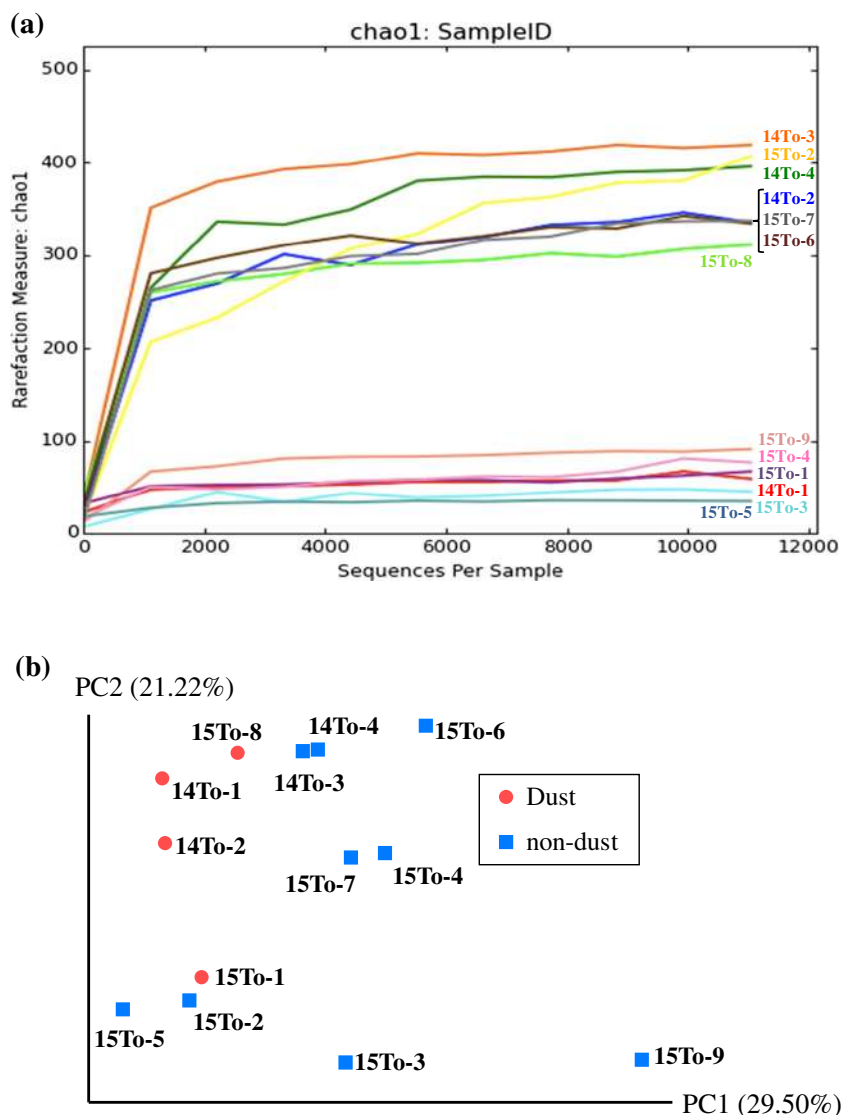 (a)
chao1: SampleID
500
400
300
200
100
0
Rarefaction Measure: chao1
14To-3
15To-2
14To-4
14To-2
15To-7
15To-6
15To-8
15To-9
15To-4
15To-1
14To-1
15To-5 15To-3
0 2000 4000 6000 8000 10000 12000
Sequences Per Sample
(b)
PC2 (21.22%)
15To-8
14To-4
15To-6
14To-1
14To-3
14To-2
15To-7
15To-4
Dust
non-dust
15To-1
15To-2
15To-5
15To-3
15To-9
PC1 (29.50%)